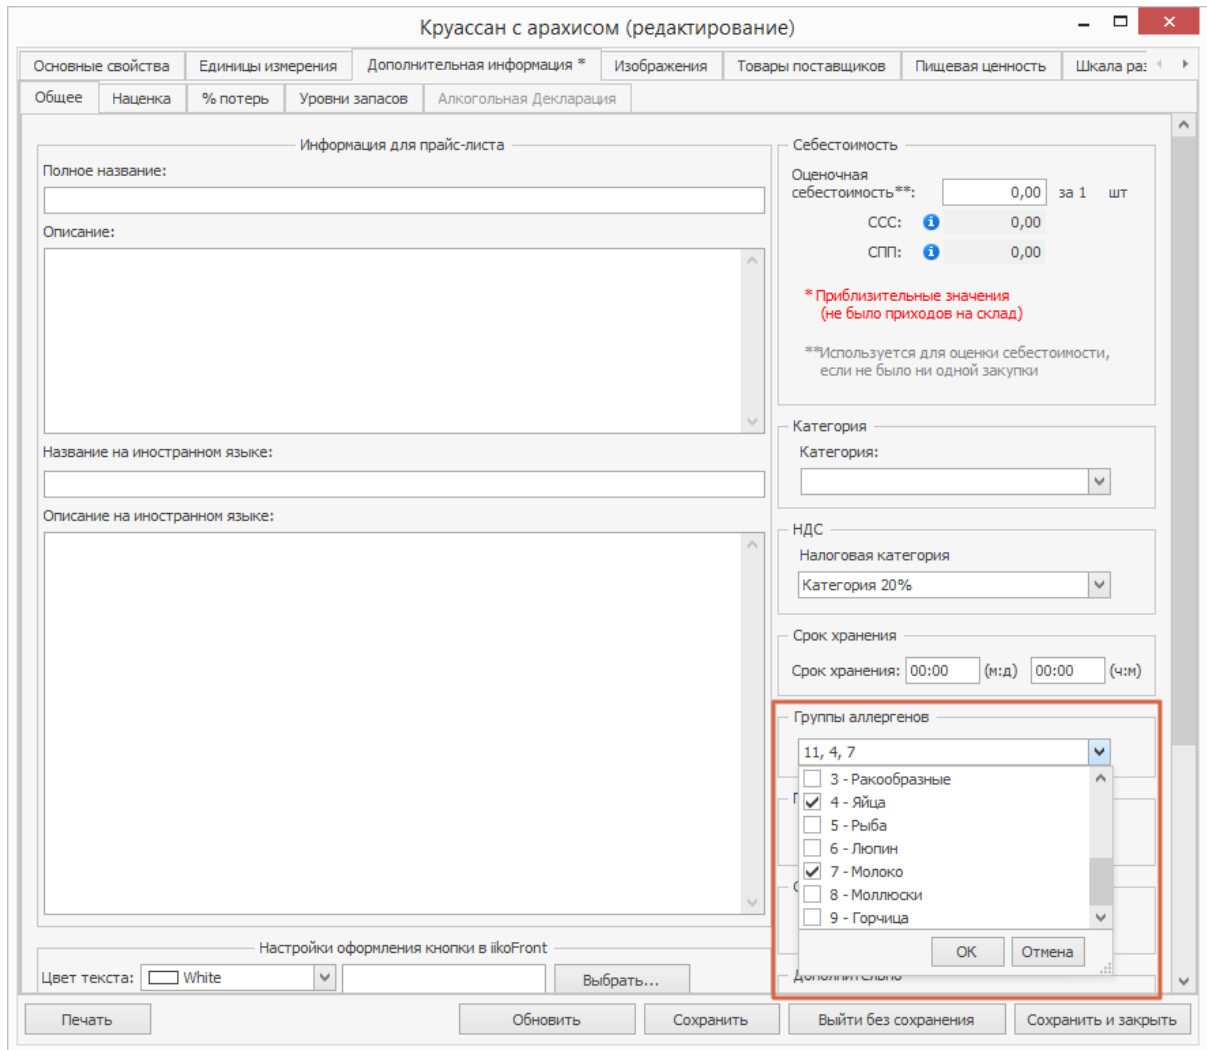 Круассан с арахисом (редактирование)
Основные свойства
Единицы измерения
Дополнительная информация *
Изображения
Товары поставщиков
Пищевая ценность
Шкала раз
Общее
Наценка
% потерь
Уровни запасов
Алкогольная Декларация
Информация для прайс-листа
Полное название:
Описание:
Название на иностранном языке:
Описание на иностранном языке:
Настройки оформления кнопки в iikoFront
Цвет текста:
White
Выбрать...
Себестоимость
Оценочная
себестоимость**:
0,00
за 1
шт
ССС:
0,00
СПП:
0,00
* Приблизительные значения
(не было приходов на склад)
**Используется для оценки себестоимости,
если не было ни одной закупки
Категория
Категория:
НДС
Налоговая категория
Категория 20%
Срок хранения
Срок хранения:
00:00
(м:д)
00:00
(ч:м)
Группы аллергенов
11, 4, 7
3 - Ракообразные
4 - Яйца
5 - Рыба
6 - Люпин
7 - Молоко
8 - Моллюски
9 - Горчица
ОК
Отмена
Дополнительно
Печать
Обновить
Сохранить
Выйти без сохранения
Сохранить и закрыть